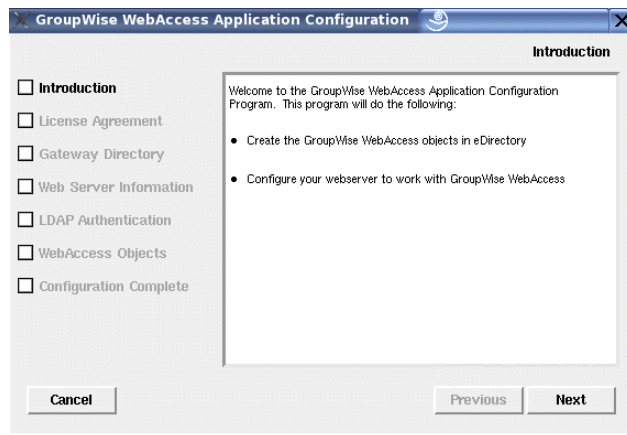 GroupWise WebAccess Application Configuration
Introduction
Introduction
License Agreement
Gateway Directory
Web Server Information
LDAP Authentication
WebAccess Objects
Configuration Complete
Welcome to the GroupWise WebAccess Application Configuration
Program. This program will do the following:
• Create the GroupWise WebAccess objects in eDirectory
• Configure your webserver to work with GroupWise WebAccess
Cancel
Previous
Next